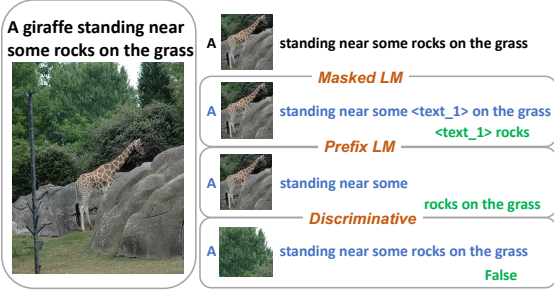 A giraffe standing near
some rocks on the grass
A standing near some rocks on the grass
Masked LM
A standing near some <text_1> on the grass
<text_1> rocks
Prefix LM
A standing near some
rocks on the grass
Discriminative
A standing near some rocks on the grass
False